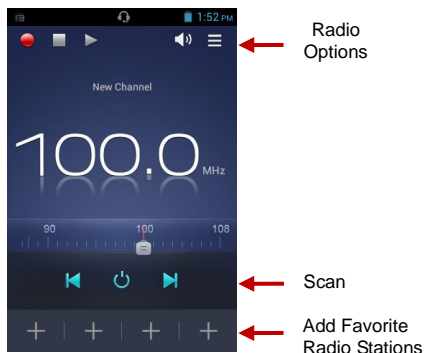 1:52 PM
Radio
Options
New Channel
100.0 MHz
90 100 108
Scan
Add Favorite
Radio Stations